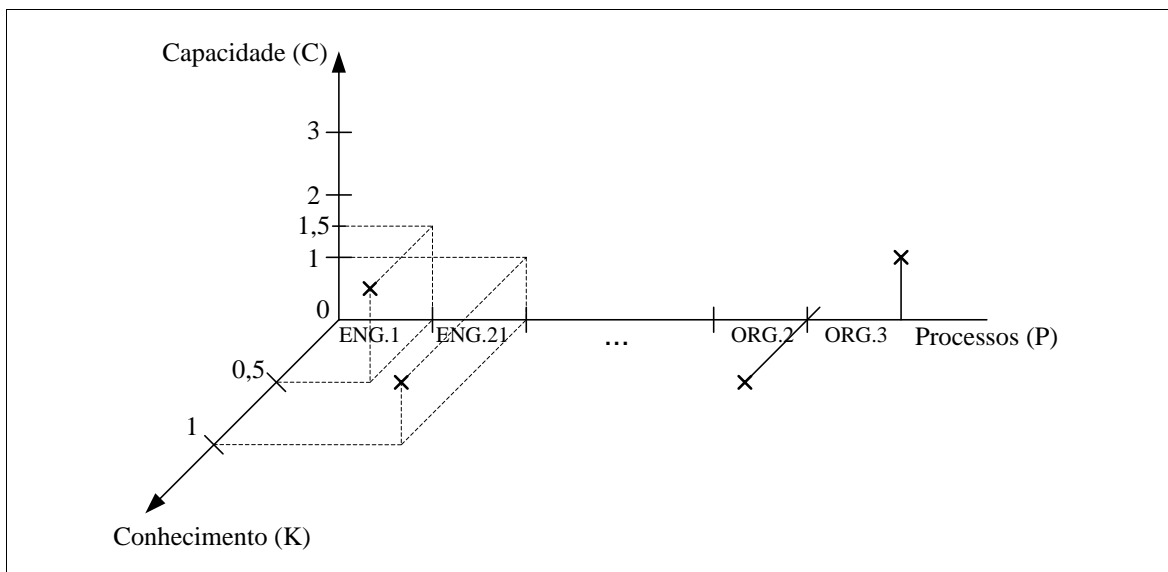 Capacidade (C)
3
2
1,5
1
0
ENG.1 ENG.21 ... ORG.2 ORG.3 Processos (P)
0,5
1
Conhecimento (K)